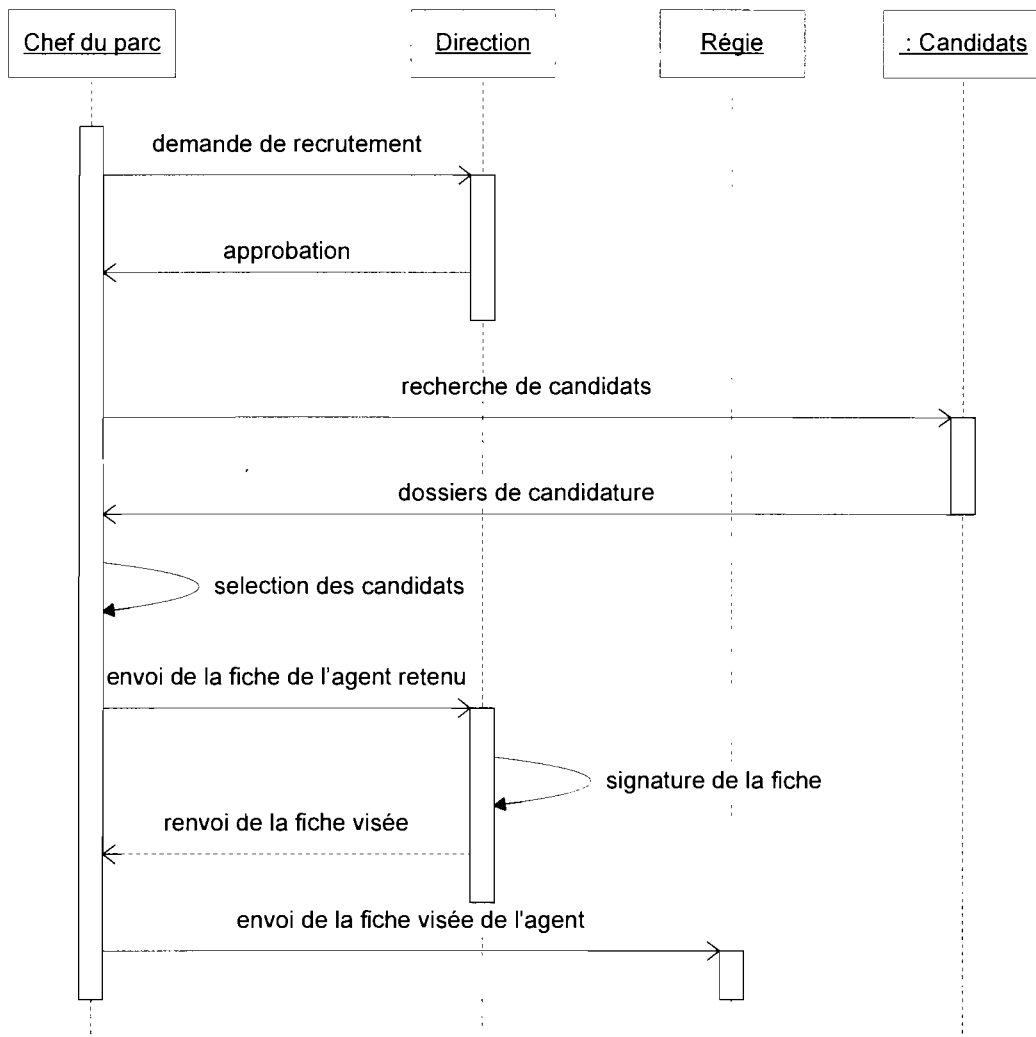 Chef du parc
Direction
Régie
: Candidats
demande de recrutement
approbation
recherche de candidats
dossiers de candidature
selection des candidats
envoi de la fiche de l'agent retenu
signature de la fiche
renvoi de la fiche visée
envoi de la fiche visée de l'agent